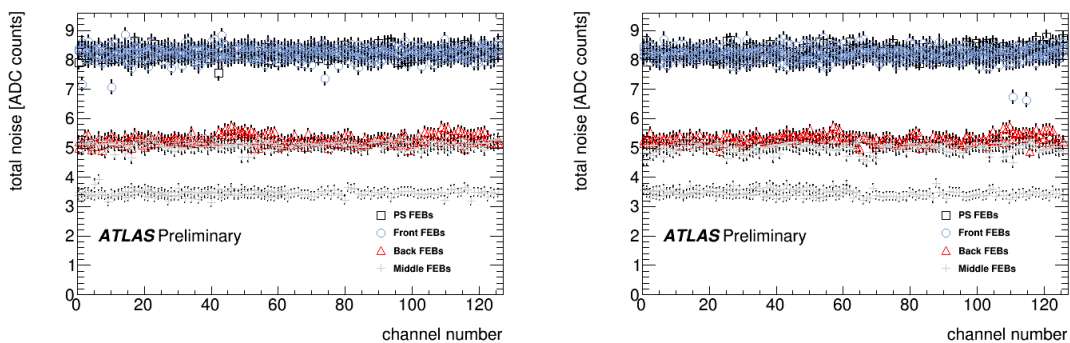 total noise [ADC counts]
9
8
7
6
5
4
3
2
1
0
PS FEBs
Front FEBs
Back FEBs
Middle FEBs
ATLAS Preliminary
0 20 40 60 80 100 120
channel number
total noise [ADC counts]
9
8
7
6
5
4
3
2
1
0
PS FEBs
Front FEBs
Back FEBs
Middle FEBs
ATLAS Preliminary
0 20 40 60 80 100 120
channel number